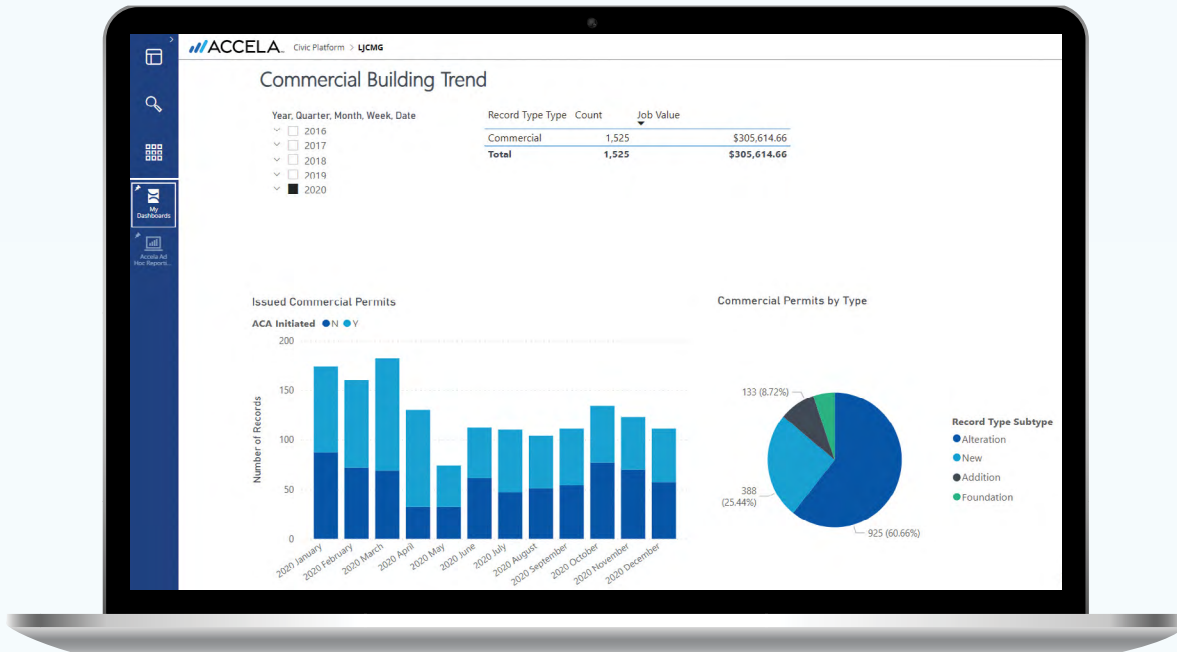 ACCELA
Civic Platform > LJCMG
My
Dashboards
Accela Ad
Hoc Reporti...
Commercial Building Trend
Year, Quarter, Month, Week, Date
2016
2017
2018
2019
2020
Record Type Type Count Job Value
Commercial 1,525 $305,614.66
Total 1,525 $305,614.66
Issued Commercial Permits
ACA Initiated N Y
Number of Records
200
150
100
50
0
2020 January
2020 February
2020 March
2020 April
2020 May
2020 June
2020 July
2020 August
2020 September
2020 October
2020 November
2020 December
Commercial Permits by Type
133 (8.72%)
388
(25.44%)
925 (60.66%)
Record Type Subtype
Alteration
New
Addition
Foundation